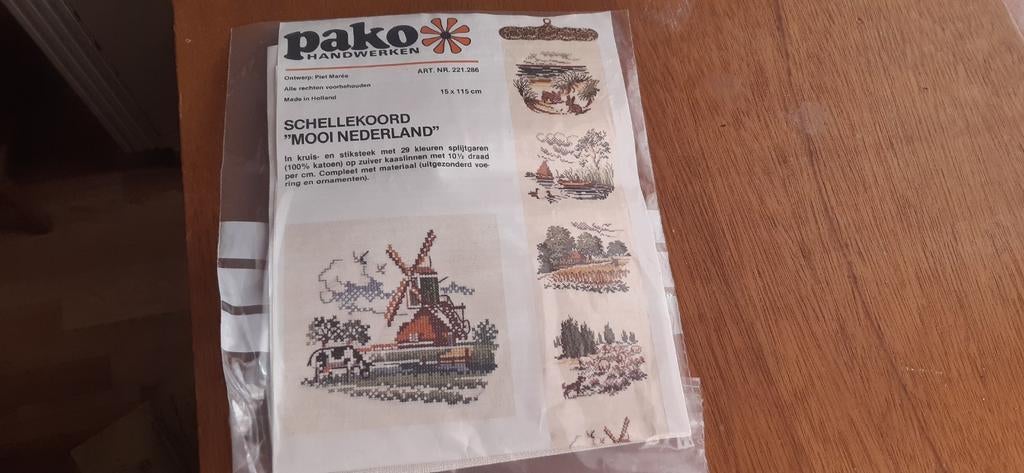 pako
HANDWERKEN
Ontwerp: Piet Marée
ART. NR. 221.286
Alle rechten voorbehouden
15 x 115 cm
Made in Holland
SCHELLEKOORD
"MOOI NEDERLAND"
In kruis- en stiksteek met 29 kleuren splijtgaren
(100% katoen) op zuiver kaaslinnen met 10½ draad
per cm. Compleet met materiaal (uitgezonderd voe-
ring en ornamenten).